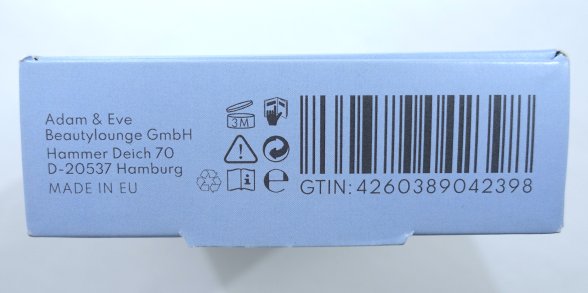 Adam & Eve
Beautylounge GmbH
Hammer Deich 70
D-20537 Hamburg
MADE IN EU
3M
i
e
GTIN: 4260389042398